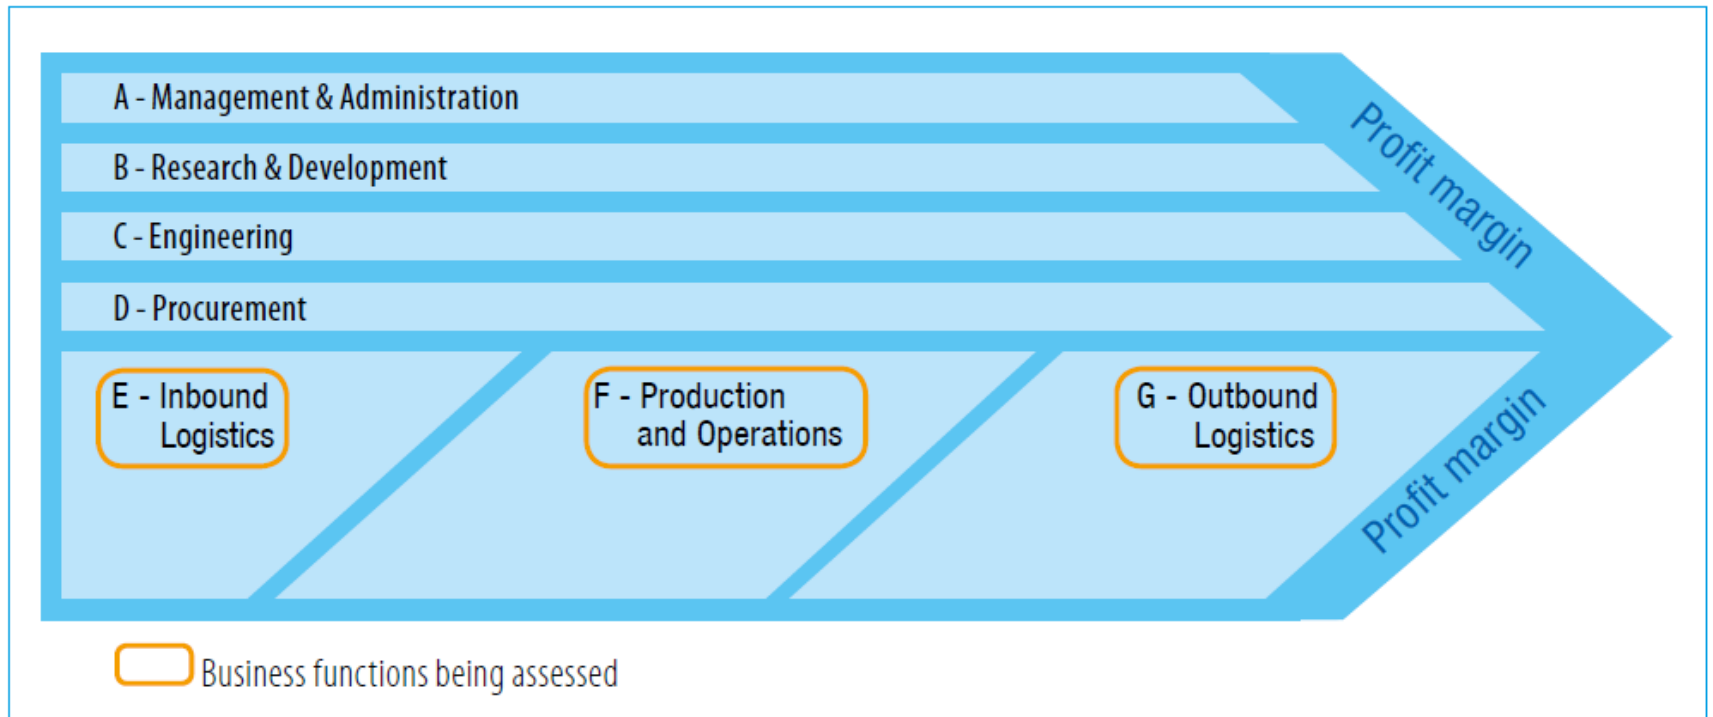 A - Management & Administration
B - Research & Development
C - Engineering
D - Procurement
Profit margin
E - Inbound
Logistics
F - Production
and Operations
G - Outbound
Logistics
Profit margin
Business functions being assessed